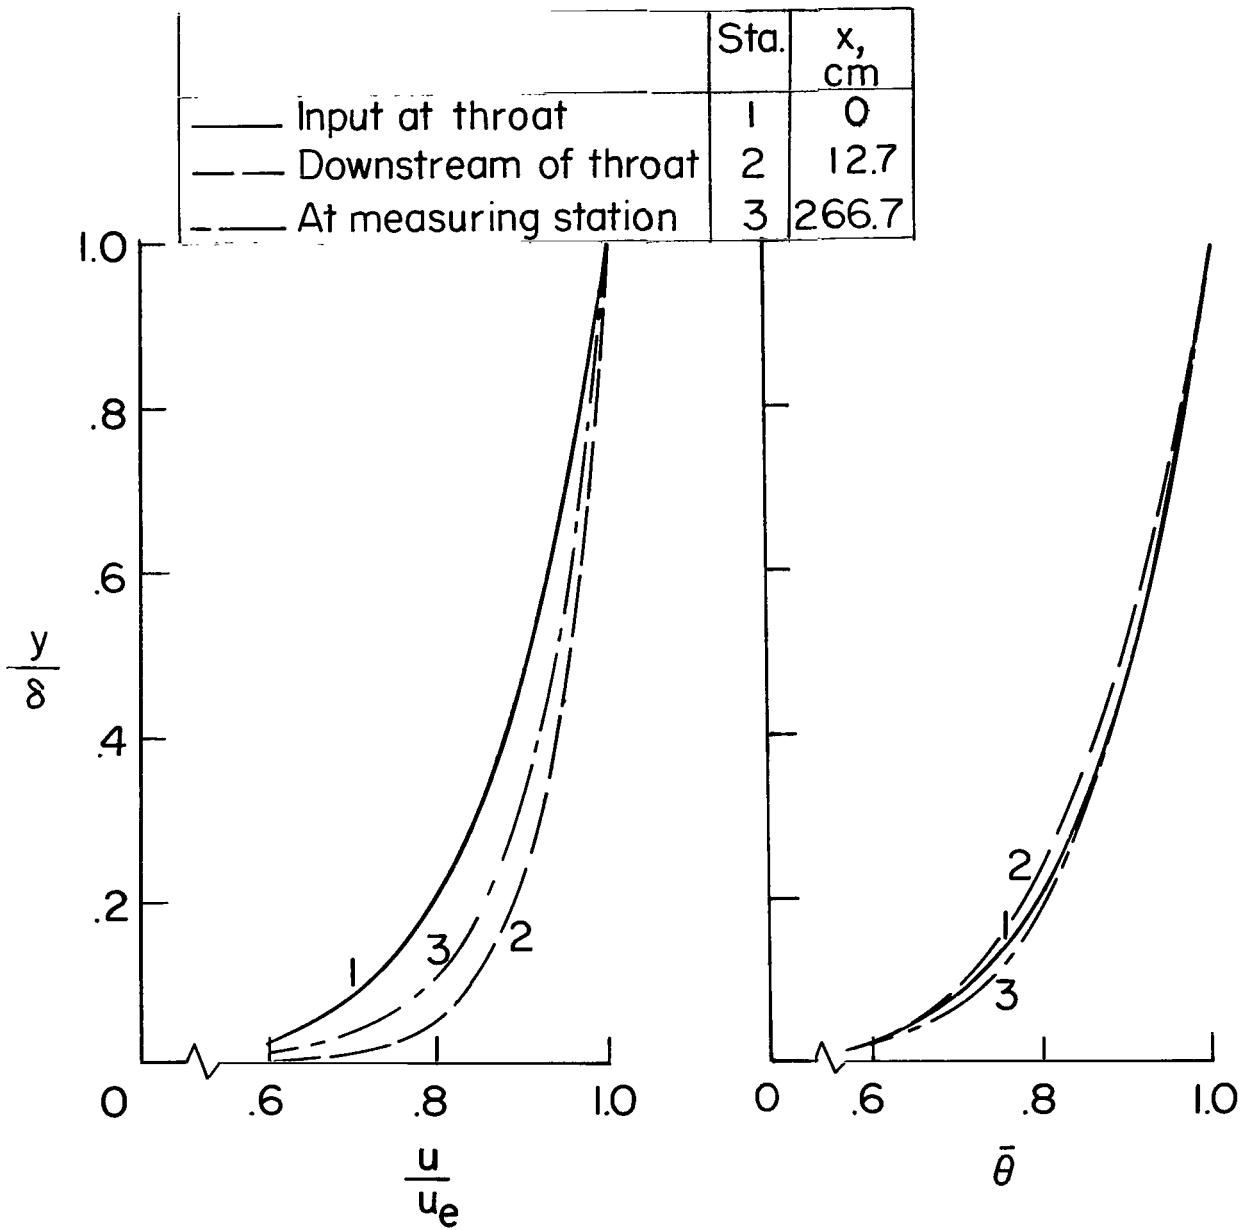 Sta. x, cm
Input at throat 1 0
Downstream of throat 2 12.7
At measuring station 3 266.7
1.0
.8
.6
y/δ
.4
.2
0 .6 .8 1.0
1 3 2
u/u_e
2
1
3
0 .6 .8 1.0
θ̄